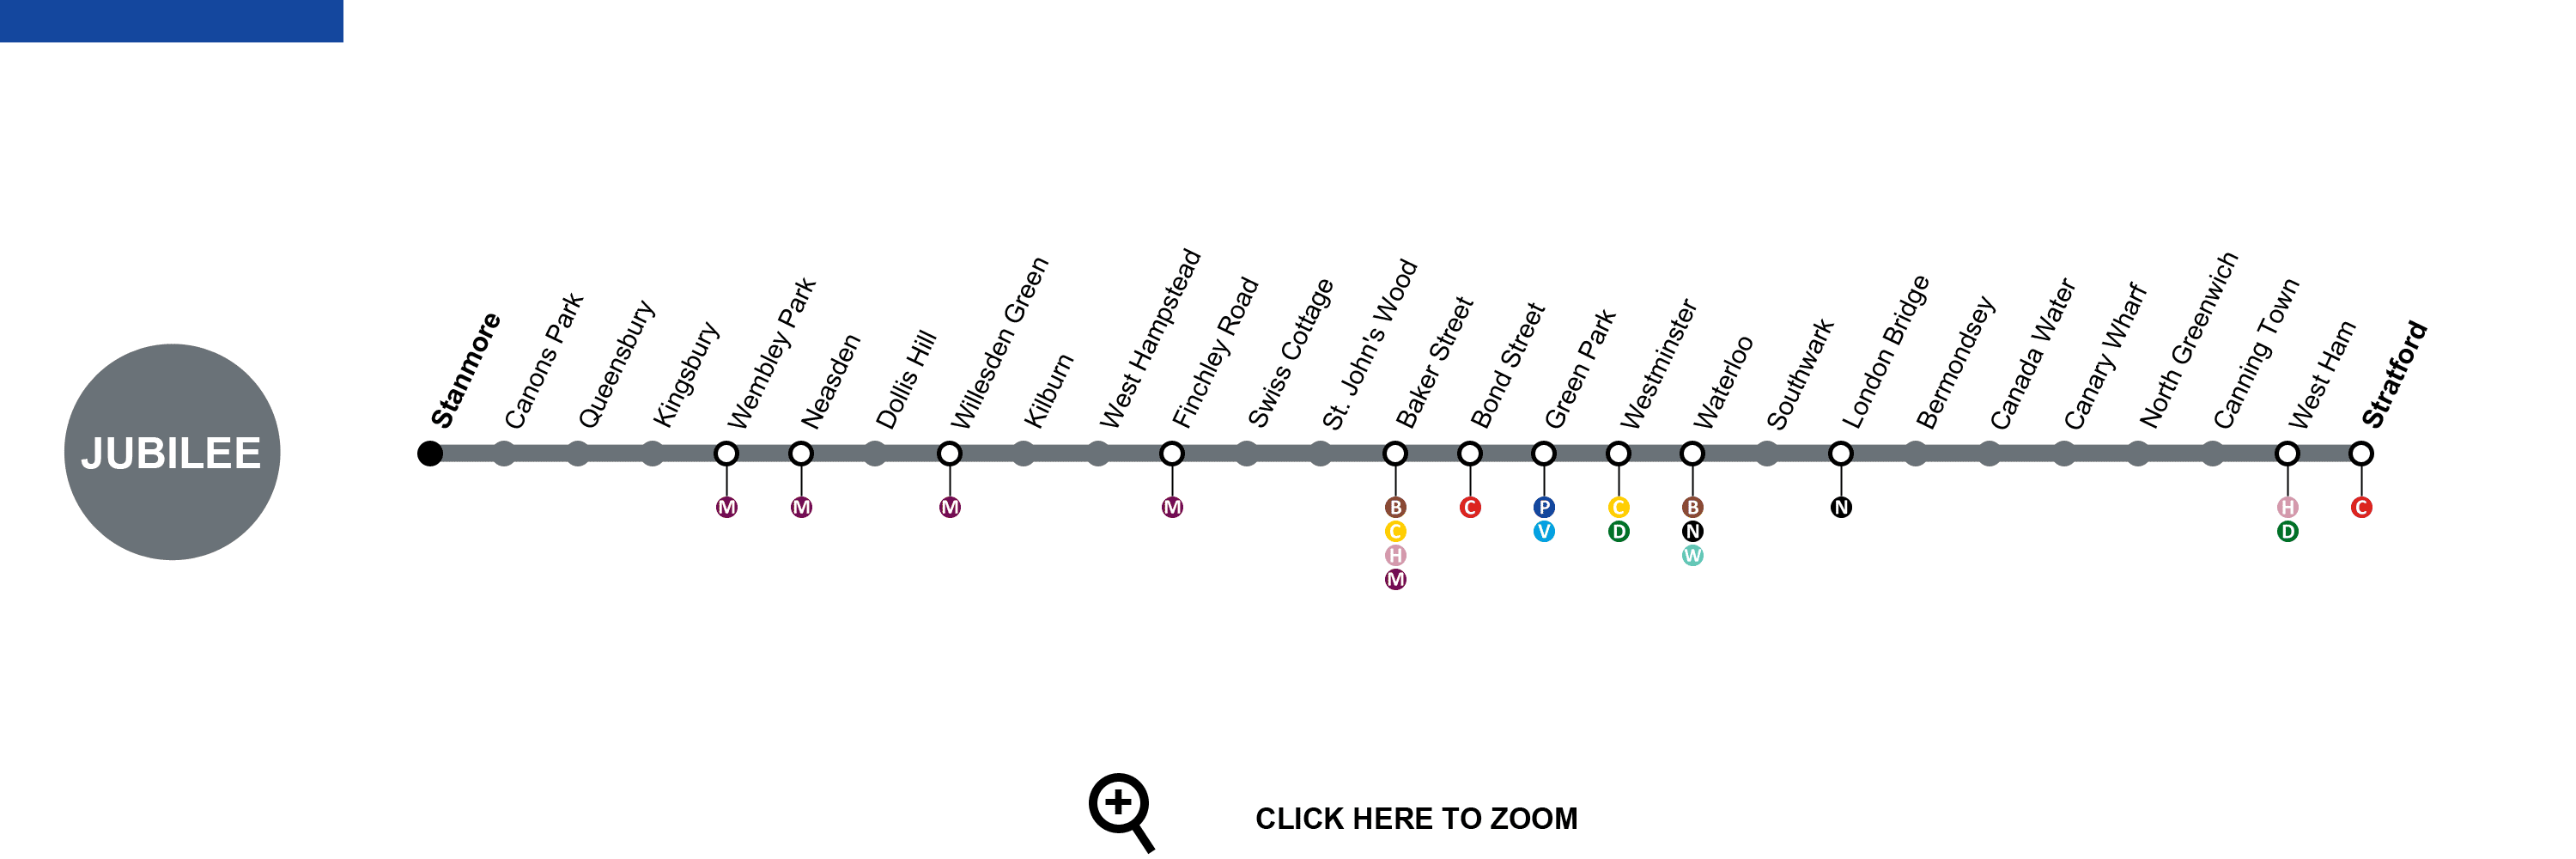 JUBILEE
Stanmore
Canons Park
Queensbury
Kingsbury
Wembley Park
Neasden
Dollis Hill
Willesden Green
Kilburn
West Hampstead
Finchley Road
Swiss Cottage
St. John's Wood
Baker Street
Bond Street
Green Park
Westminster
Waterloo
Southwark
London Bridge
Bermondsey
Canada Water
Canary Wharf
North Greenwich
Canning Town
West Ham
Stratford
M
M
M
M
B
C
H
M
C
P
V
C
D
B
N
W
N
H
D
C
CLICK HERE TO ZOOM